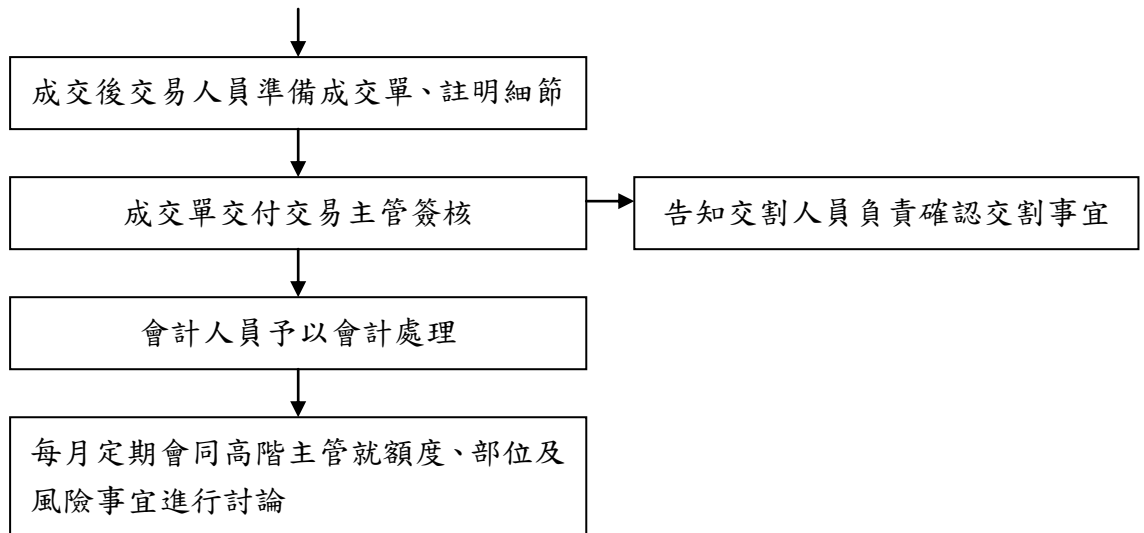 成交後交易人員準備成交單、註明細節
成交單交付交易主管簽核
告知交割人員負責確認交割事宜
會計人員予以會計處理
每月定期會同高階主管就額度、部位及
風險事宜進行討論